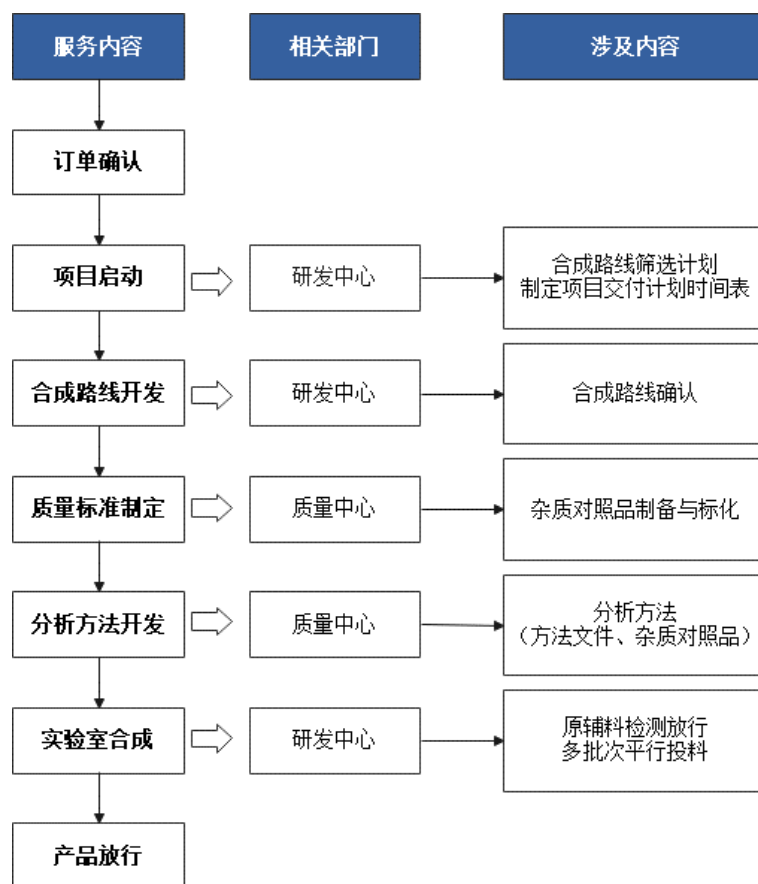 服务内容
相关部门
涉及内容
订单确认
项目启动
研发中心
合成路线筛选计划
制定项目交付计划时间表
合成路线开发
研发中心
合成路线确认
质量标准制定
质量中心
杂质对照品制备与标化
分析方法开发
质量中心
分析方法
（方法文件、杂质对照品）
实验室合成
研发中心
原辅料检测放行
多批次平行投料
产品放行